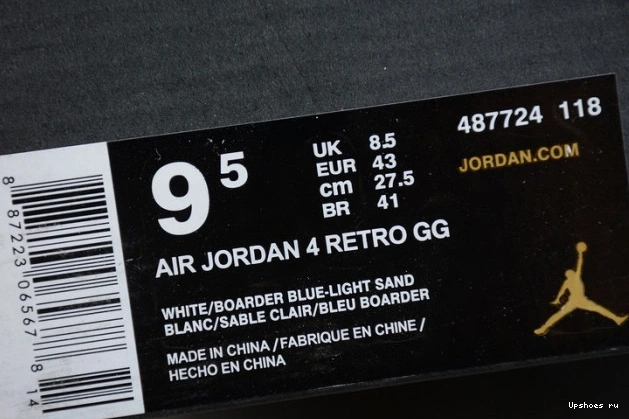 487724 118
JORDAN.COM
9 5
UK 8.5
EUR 43
cm 27.5
BR 41
AIR JORDAN 4 RETRO GG
WHITE/BOARDER BLUE-LIGHT SAND
BLANC/SABLE CLAIR/BLEU BOARDER
MADE IN CHINA / FABRIQUE EN CHINE /
HECHO EN CHINA
8 87223 06567 8 14
Upshoes ru